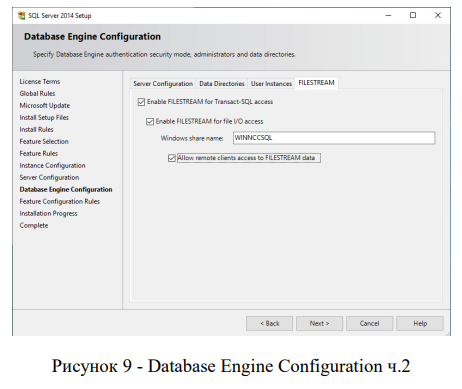 SQL Server 2014 Setup
Database Engine Configuration
Specify Database Engine authentication security mode, administrators and data directories.
License Terms
Global Rules
Microsoft Update
Install Setup Files
Install Rules
Feature Selection
Feature Rules
Instance Configuration
Server Configuration
Database Engine Configuration
Feature Configuration Rules
Installation Progress
Complete
Server Configuration Data Directories User Instances FILESTREAM
Enable FILESTREAM for Transact-SQL access
Enable FILESTREAM for file I/O access
Windows share name: WINNCCSQL
Allow remote clients access to FILESTREAM data
< Back Next > Cancel Help
Рисунок 9 - Database Engine Configuration ч.2